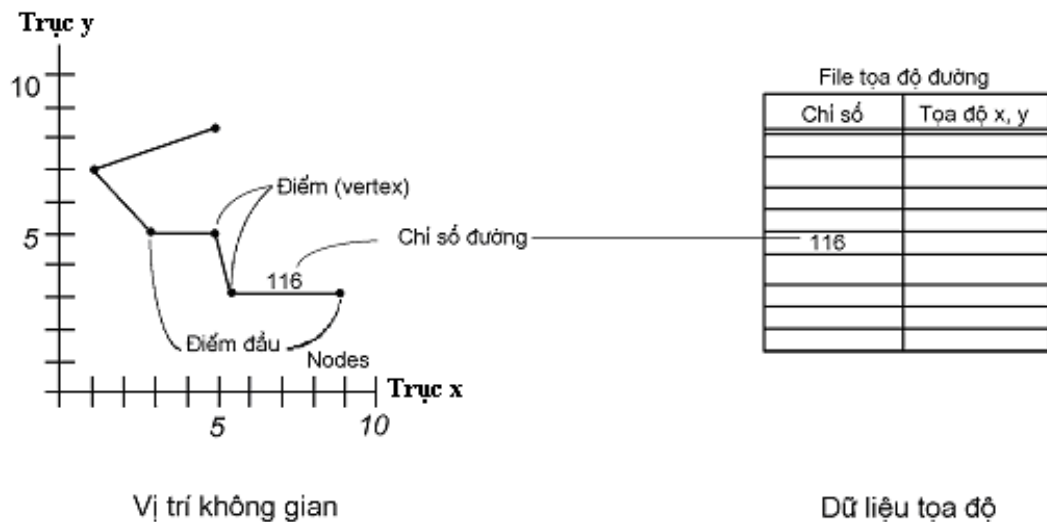 Trục y
10
5
Điểm (vertex)
Chỉ số đường
116
Điểm đầu
Nodes
Trục x
5
10
Vị trí không gian
File tọa độ đường
Chỉ số
Tọa độ x, y
116
Dữ liệu tọa độ